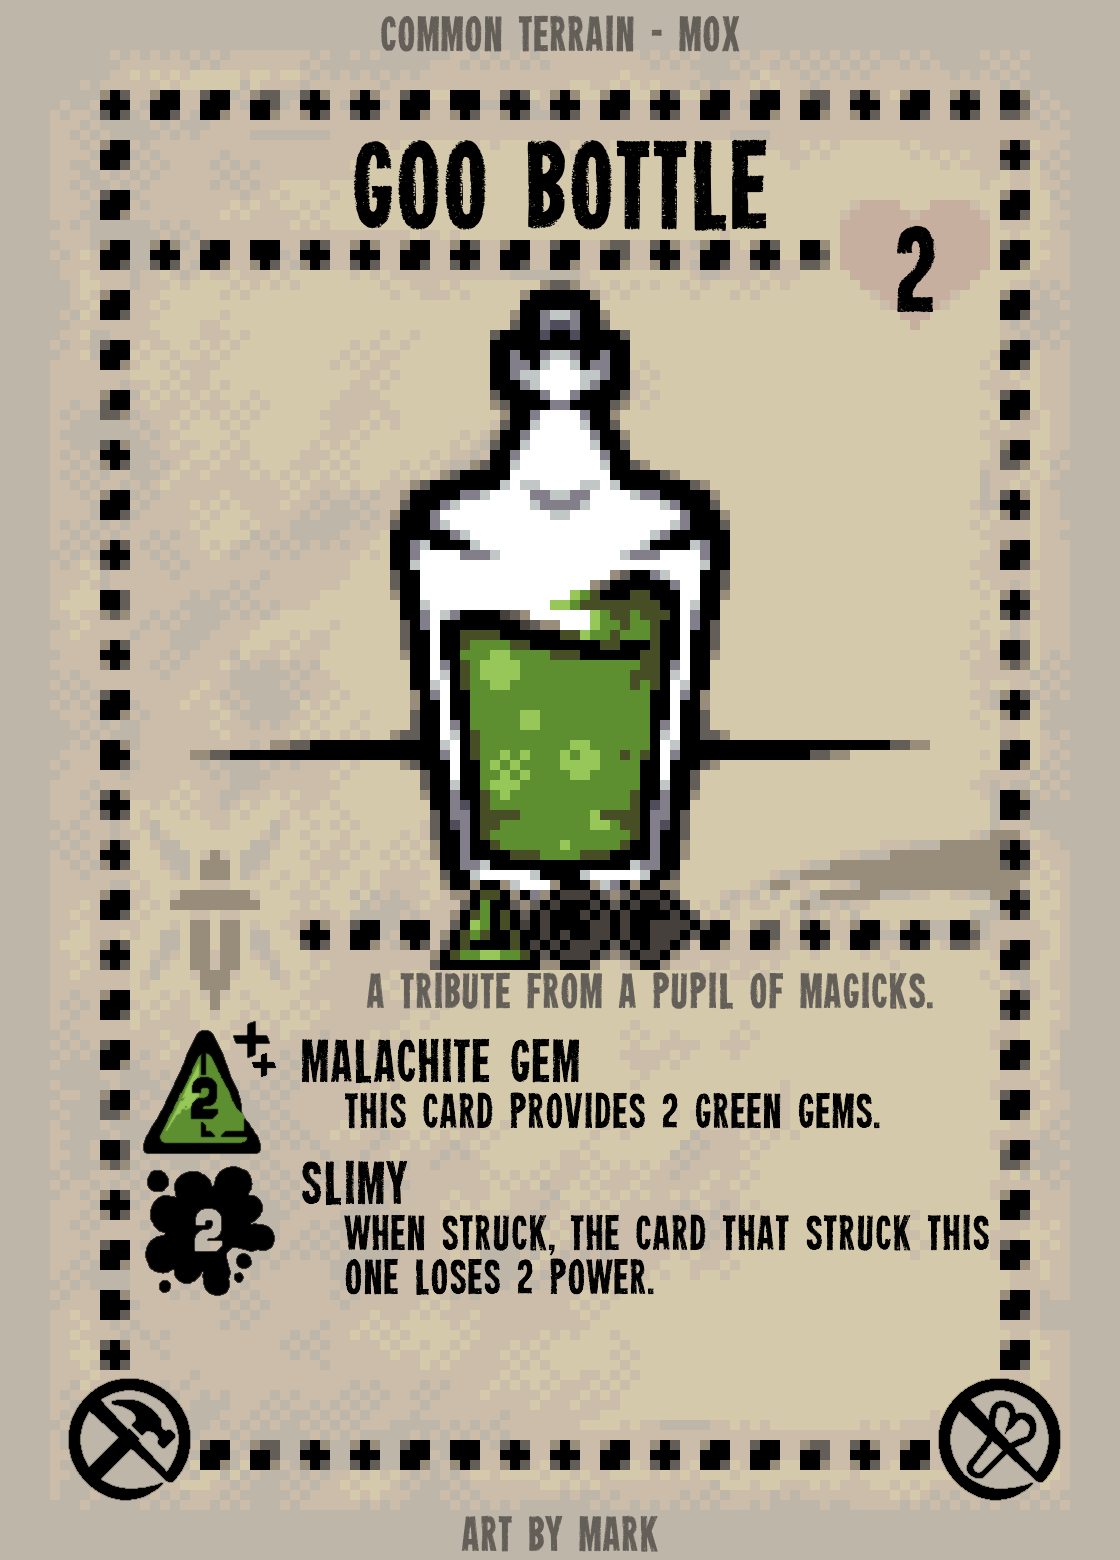 COMMON TERRAIN - MOX
GOO BOTTLE
2
A TRIBUTE FROM A PUPIL OF MAGICKS.
2
MALACHITE GEM
THIS CARD PROVIDES 2 GREEN GEMS.
2
SLIMY
WHEN STRUCK, THE CARD THAT STRUCK THIS
ONE LOSES 2 POWER.
ART BY MARK